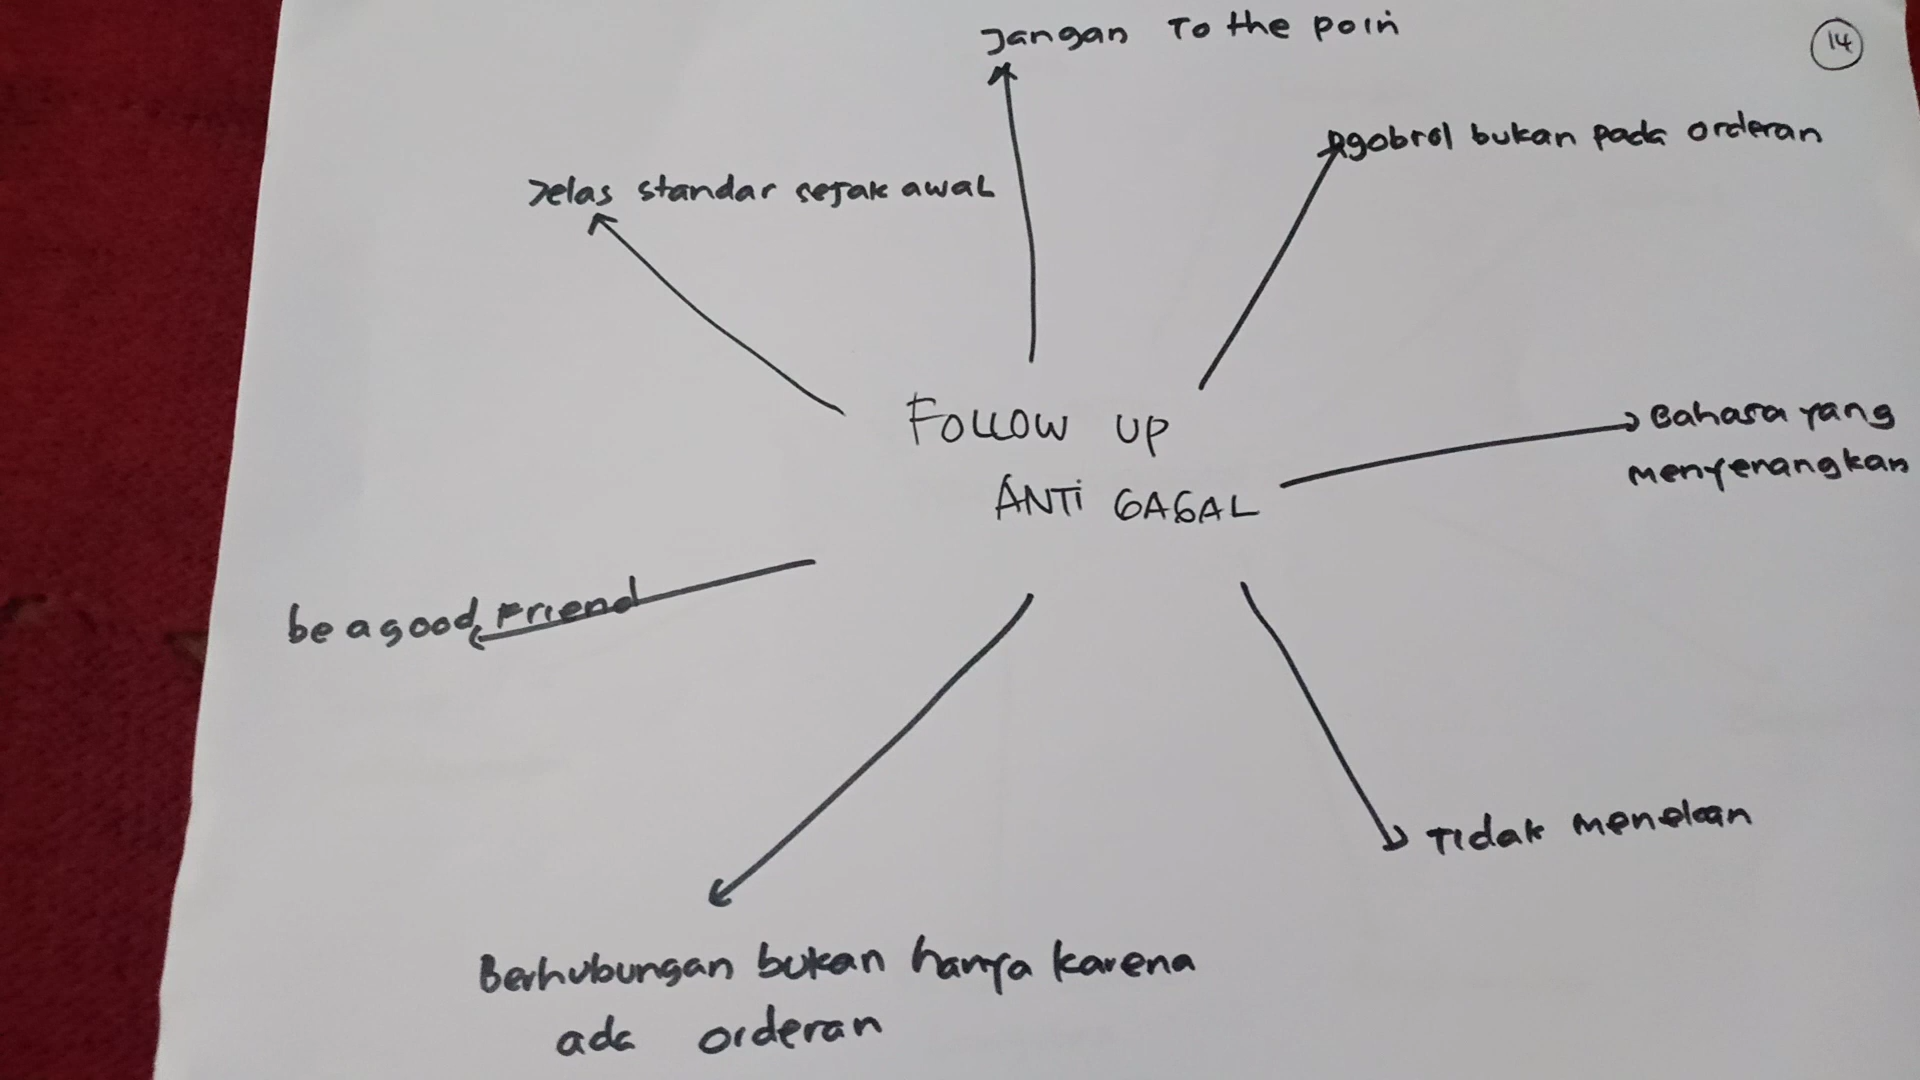 Jangan To the poin
14
ngobrol bukan pada orderan
Jelas standar sejak awal
FOLLOW UP
ANTI GAGAL
Bahasa yang
menyenangkan
be a good Friend
Tidak menekan
Berhubungan bukan hanya karena
ada orderan